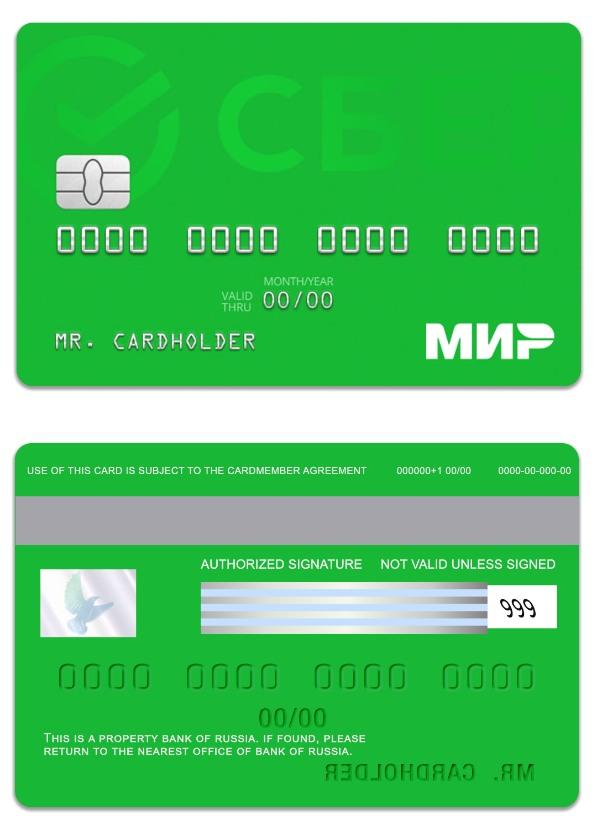 СБЕР
0000 0000 0000 0000
MONTH/YEAR
VALID THRU 00/00
MR. CARDHOLDER
МИР
USE OF THIS CARD IS SUBJECT TO THE CARDMEMBER AGREEMENT 000000+1 00/00 0000-00-000-00
AUTHORIZED SIGNATURE NOT VALID UNLESS SIGNED
999
0000 0000 0000 0000
00/00
THIS IS A PROPERTY BANK OF RUSSIA. IF FOUND, PLEASE
RETURN TO THE NEAREST OFFICE OF BANK OF RUSSIA.
MR. CARDHOLDER